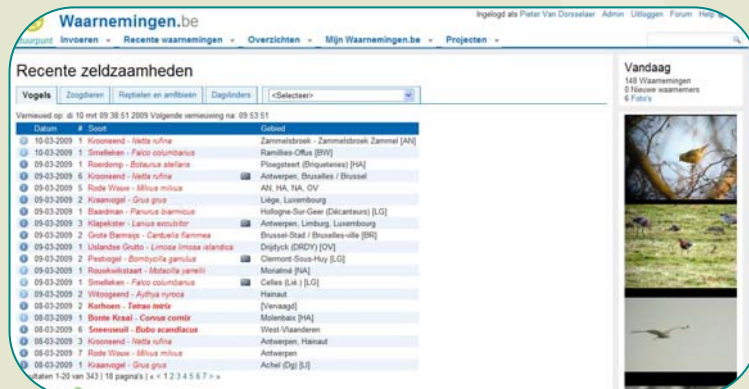 Waarnemingen.be
Ingelogd als Pieter Van Dorsselaer Admin Uitloggen Forum Help
Invoeren Recente waarnemingen Overzichten Mijn Waarnemingen.be Projecten
Recente zeldzaamheden
Vogels Zoogdieren Reptielen en amfibieën Dagvlinders <Selecteer>
Vernieuwd op: di 10 mrt 09:38:51 2009 Volgende vernieuwing na: 09:53:51
Datum # Soort Gebied
10-03-2009 1 Krooneend - Netta rufina Zammelsbroek - Zammelsbroek Zammel [AN]
10-03-2009 1 Smelleken - Falco columbarius Ramillies-Offus [BW]
09-03-2009 1 Roerdomp - Botaurus stellaris Ploegsteert (Briqueteries) [HA]
09-03-2009 6 Krooneend - Netta rufina Antwerpen, Bruxelles / Brussel
09-03-2009 5 Rode Wouw - Milvus milvus AN, HA, NA, OV
09-03-2009 2 Kraanvogel - Grus grus Liège, Luxembourg
09-03-2009 1 Baardman - Panurus biarmicus Hollogne-Sur-Geer (Décanteurs) [LG]
09-03-2009 3 Klapekster - Lanius excubitor Antwerpen, Limburg, Luxembourg
09-03-2009 2 Grote Barmsijs - Carduelis flammea Brussel-Stad / Bruxelles-ville [BR]
09-03-2009 1 IJslandse Grutto - Limosa limosa islandica Drijdyck (DRDY) [OV]
09-03-2009 2 Pestvogel - Bombycilla garrulus Clermont-Sous-Huy [LG]
09-03-2009 1 Rouwkwikstaart - Motacilla yarrellii Morialmé [NA]
09-03-2009 1 Smelleken - Falco columbarius Celles (Liè.) [LG]
09-03-2009 2 Witoogeend - Aythya nyroca Hainaut
08-03-2009 2 Korhoen - Tetrao tetrix [Vervaagd]
08-03-2009 1 Bonte Kraai - Corvus cornix Molenbaix [HA]
08-03-2009 6 Sneeuwuil - Bubo scandiacus West-Vlaanderen
08-03-2009 3 Krooneend - Netta rufina Antwerpen, Hainaut
08-03-2009 7 Rode Wouw - Milvus milvus Antwerpen
08-03-2009 1 Kraanvogel - Grus grus Achel (Dg) [LI]
sultaten 1-20 van 343 | 18 pagina's | « < 1 2 3 4 5 6 7 > »
Vandaag
148 Waarnemingen
0 Nieuwe waarnemers
6 Foto's